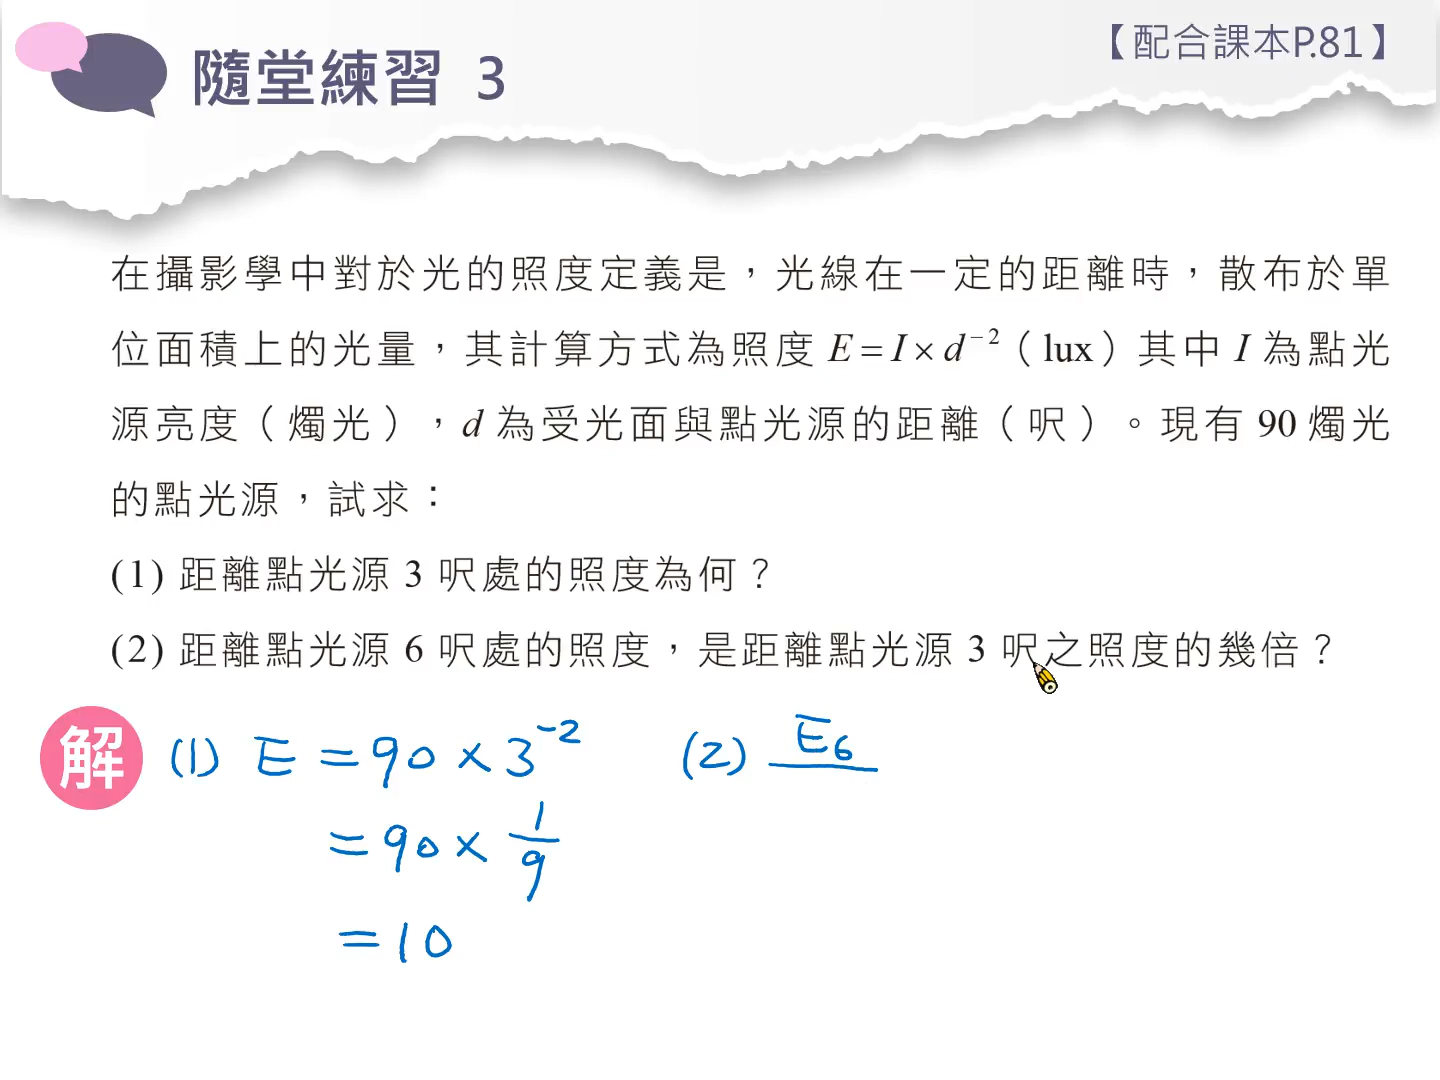 隨堂練習 3
【配合課本P.81】
在攝影學中對於光的照度定義是，光線在一定的距離時，散布於單
位面積上的光量，其計算方式為照度 E = I × d⁻²（lux）其中 I 為點光
源亮度（燭光），d 為受光面與點光源的距離（呎）。現有 90 燭光
的點光源，試求：
(1) 距離點光源 3 呎處的照度為何？
(2) 距離點光源 6 呎處的照度，是距離點光源 3 呎之照度的幾倍？
解
(1) E = 90 × 3⁻²
= 90 × 1/9
= 10
(2) E₆